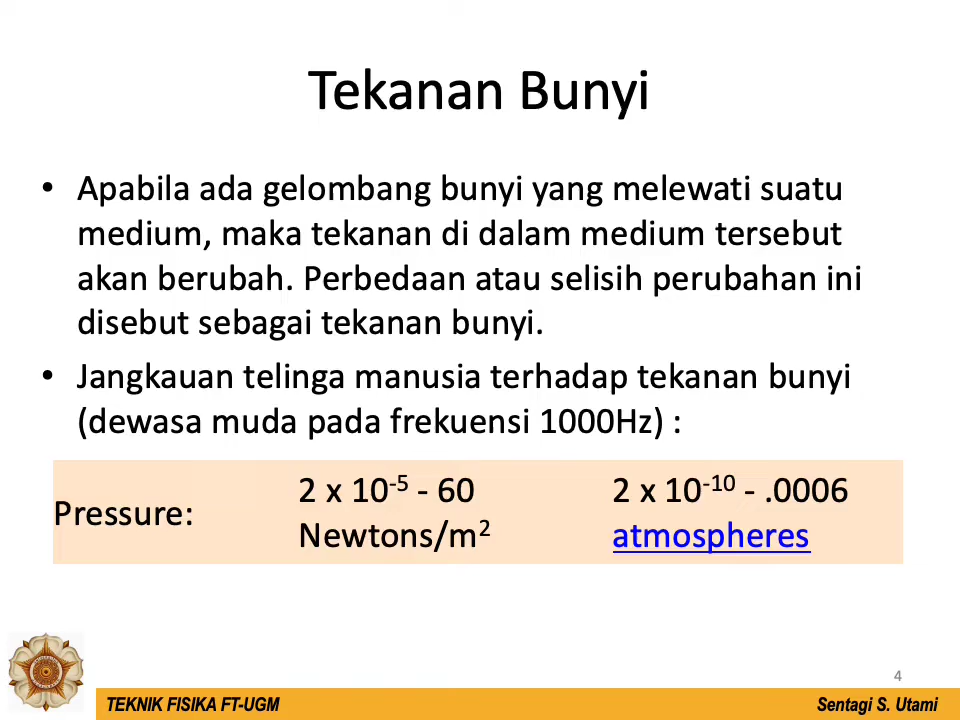 Tekanan Bunyi
• Apabila ada gelombang bunyi yang melewati suatu
medium, maka tekanan di dalam medium tersebut
akan berubah. Perbedaan atau selisih perubahan ini
disebut sebagai tekanan bunyi.
• Jangkauan telinga manusia terhadap tekanan bunyi
(dewasa muda pada frekuensi 1000Hz) :
Pressure:
2 x 10⁻⁵ - 60
Newtons/m²
2 x 10⁻¹⁰ - .0006
atmospheres
4
TEKNIK FISIKA FT-UGM
Sentagi S. Utami